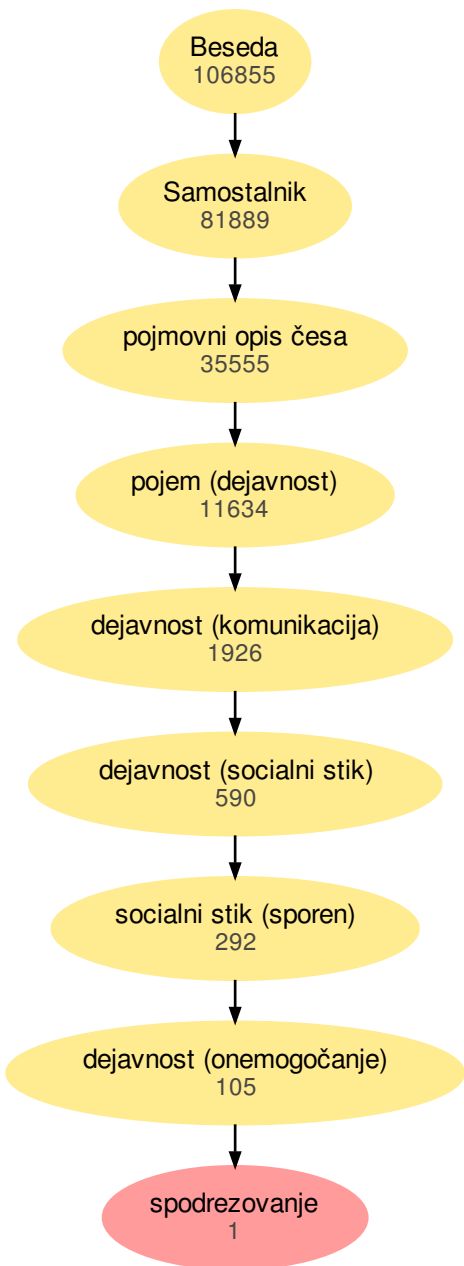 Beseda
106855
Samostalnik
81889
pojmovni opis česa
35555
pojem (dejavnost)
11634
dejavnost (komunikacija)
1926
dejavnost (socialni stik)
590
socialni stik (sporen)
292
dejavnost (onemogočanje)
105
spodrezovanje
1